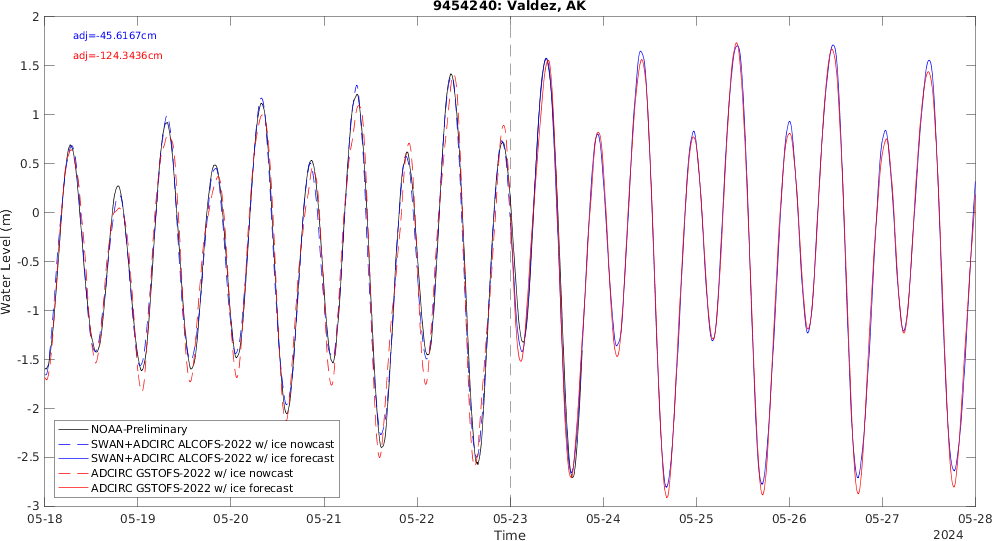 9454240: Valdez, AK
adj=-45.6167cm
adj=-124.3436cm
2
1.5
1
0.5
0
-0.5
-1
-1.5
-2
-2.5
-3
Water Level (m)
NOAA-Preliminary
SWAN+ADCIRC ALCOFS-2022 w/ ice nowcast
SWAN+ADCIRC ALCOFS-2022 w/ ice forecast
ADCIRC GSTOFS-2022 w/ ice nowcast
ADCIRC GSTOFS-2022 w/ ice forecast
05-18 05-19 05-20 05-21 05-22 05-23 05-24 05-25 05-26 05-27 05-28
Time
2024